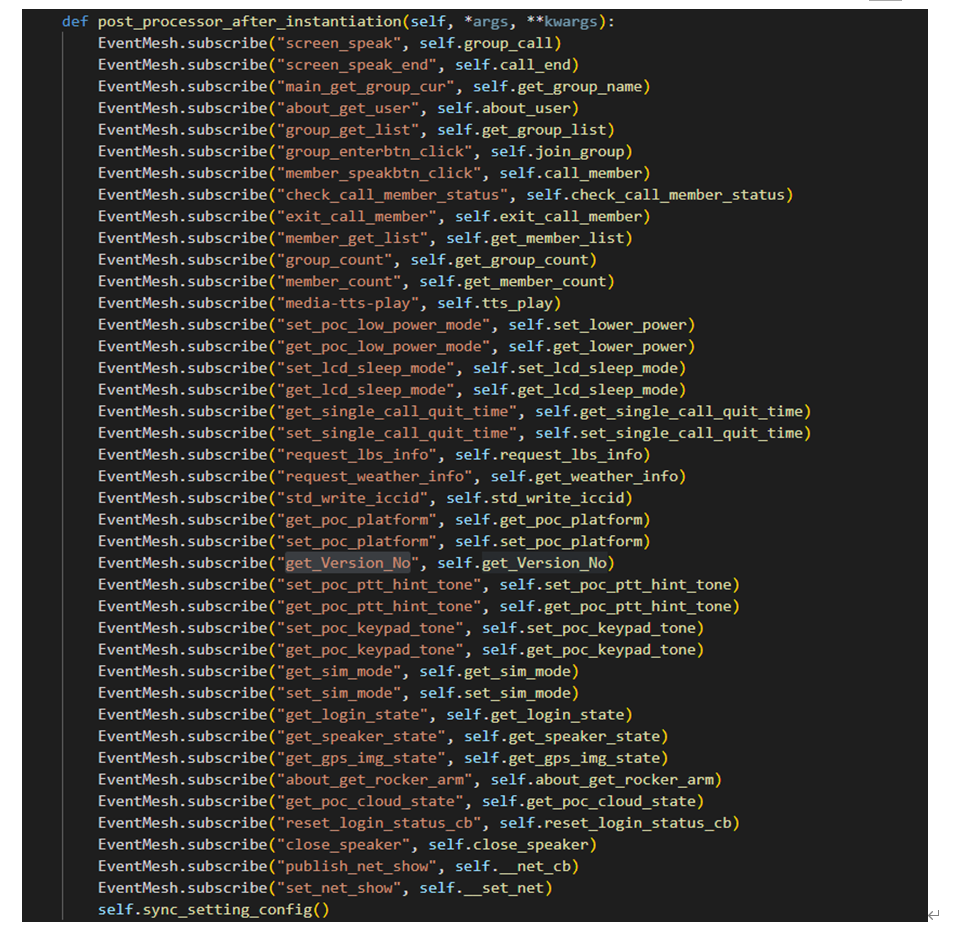 def post_processor_after_instantiation(self, *args, **kwargs):
EventMesh.subscribe("screen_speak", self.group_call)
EventMesh.subscribe("screen_speak_end", self.call_end)
EventMesh.subscribe("main_get_group_cur", self.get_group_name)
EventMesh.subscribe("about_get_user", self.about_user)
EventMesh.subscribe("group_get_list", self.get_group_list)
EventMesh.subscribe("group_enterbtn_click", self.join_group)
EventMesh.subscribe("member_speakbtn_click", self.call_member)
EventMesh.subscribe("check_call_member_status", self.check_call_member_status)
EventMesh.subscribe("exit_call_member", self.exit_call_member)
EventMesh.subscribe("member_get_list", self.get_member_list)
EventMesh.subscribe("group_count", self.get_group_count)
EventMesh.subscribe("member_count", self.get_member_count)
EventMesh.subscribe("media-tts-play", self.tts_play)
EventMesh.subscribe("set_poc_low_power_mode", self.set_lower_power)
EventMesh.subscribe("get_poc_low_power_mode", self.get_lower_power)
EventMesh.subscribe("set_lcd_sleep_mode", self.set_lcd_sleep_mode)
EventMesh.subscribe("get_lcd_sleep_mode", self.get_lcd_sleep_mode)
EventMesh.subscribe("get_single_call_quit_time", self.get_single_call_quit_time)
EventMesh.subscribe("set_single_call_quit_time", self.set_single_call_quit_time)
EventMesh.subscribe("request_lbs_info", self.request_lbs_info)
EventMesh.subscribe("request_weather_info", self.get_weather_info)
EventMesh.subscribe("std_write_iccid", self.std_write_iccid)
EventMesh.subscribe("get_poc_platform", self.get_poc_platform)
EventMesh.subscribe("set_poc_platform", self.set_poc_platform)
EventMesh.subscribe("get_Version_No", self.get_Version_No)
EventMesh.subscribe("set_poc_ptt_hint_tone", self.set_poc_ptt_hint_tone)
EventMesh.subscribe("get_poc_ptt_hint_tone", self.get_poc_ptt_hint_tone)
EventMesh.subscribe("set_poc_keypad_tone", self.set_poc_keypad_tone)
EventMesh.subscribe("get_poc_keypad_tone", self.get_poc_keypad_tone)
EventMesh.subscribe("get_sim_mode", self.get_sim_mode)
EventMesh.subscribe("set_sim_mode", self.set_sim_mode)
EventMesh.subscribe("get_login_state", self.get_login_state)
EventMesh.subscribe("get_speaker_state", self.get_speaker_state)
EventMesh.subscribe("get_gps_img_state", self.get_gps_img_state)
EventMesh.subscribe("about_get_rocker_arm", self.about_get_rocker_arm)
EventMesh.subscribe("get_poc_cloud_state", self.get_poc_cloud_state)
EventMesh.subscribe("reset_login_status_cb", self.reset_login_status_cb)
EventMesh.subscribe("close_speaker", self.close_speaker)
EventMesh.subscribe("publish_net_show", self.__net_cb)
EventMesh.subscribe("set_net_show", self.__set_net)
self.sync_setting_config()